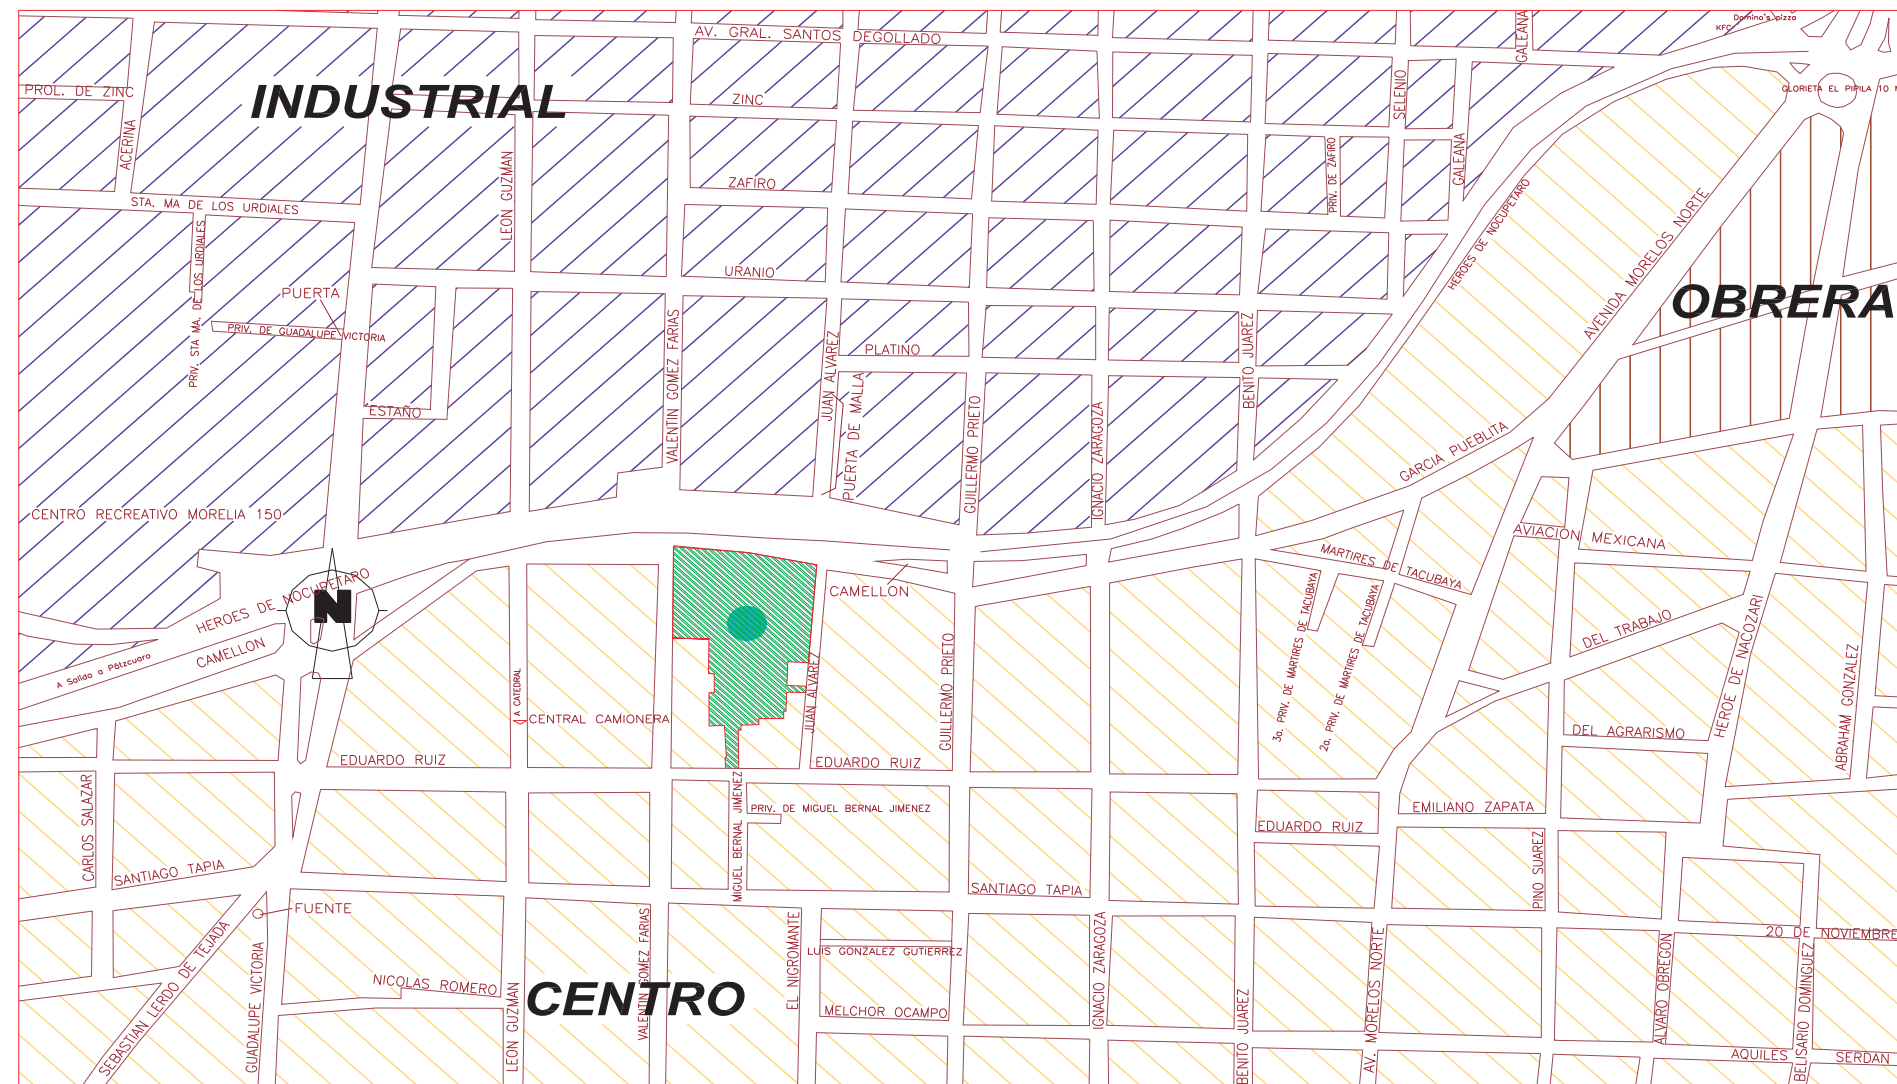 Domino's pizza
KFC
GALEANA
AV. GRAL. SANTOS DEGOLLADO
GLORIETA EL PIPILA 10 M
PROL. DE ZINC
INDUSTRIAL
ZINC
SELENIO
ACERINA
LEON GUZMAN
ZAFIRO
PRIV. DE ZAFIRO
GALEANA
STA. MA DE LOS URDIALES
PRIV. STA MA. DE LOS URDIALES
HEROES DE NOCUPETARO
AVENIDA MORELOS NORTE
URANIO
PUERTA
PRIV. DE GUADALUPE VICTORIA
OBRERA
VALENTIN GOMEZ FARIAS
JUAN ALVAREZ
PLATINO
BENITO JUAREZ
PUERTA DE MALLA
ESTAÑO
GUILLERMO PRIETO
IGNACIO ZARAGOZA
GARCIA PUEBLITA
CENTRO RECREATIVO MORELIA 150
AVIACION MEXICANA
MARTIRES DE TACUBAYA
HEROES DE NOCUPETARO
N
CAMELLON
CAMELLON
A Salida a Pátzcuaro
3a. PRIV. DE MARTIRES DE TACUBAYA
2a. PRIV. DE MARTIRES DE TACUBAYA
DEL TRABAJO
HEROE DE NACOZARI
ABRAHAM GONZALEZ
A CATEDRAL
CENTRAL CAMIONERA
JUAN ALVAREZ
GUILLERMO PRIETO
DEL AGRARISMO
EDUARDO RUIZ
EDUARDO RUIZ
CARLOS SALAZAR
MIGUEL BERNAL JIMENEZ
PRIV. DE MIGUEL BERNAL JIMENEZ
EMILIANO ZAPATA
EDUARDO RUIZ
SANTIAGO TAPIA
SANTIAGO TAPIA
PINO SUAREZ
FUENTE
SEBASTIAN LERDO DE TEJADA
GUADALUPE VICTORIA
VALENTIN GOMEZ FARIAS
EL NIGROMANTE
LUIS GONZALEZ GUTIERREZ
IGNACIO ZARAGOZA
AV. MORELOS NORTE
20 DE NOVIEMBRE
ALVARO OBREGON
BELISARIO DOMINGUEZ
NICOLAS ROMERO
LEON GUZMAN
CENTRO
MELCHOR OCAMPO
BENITO JUAREZ
BENITO JUAREZ
AQUILES SERDAN